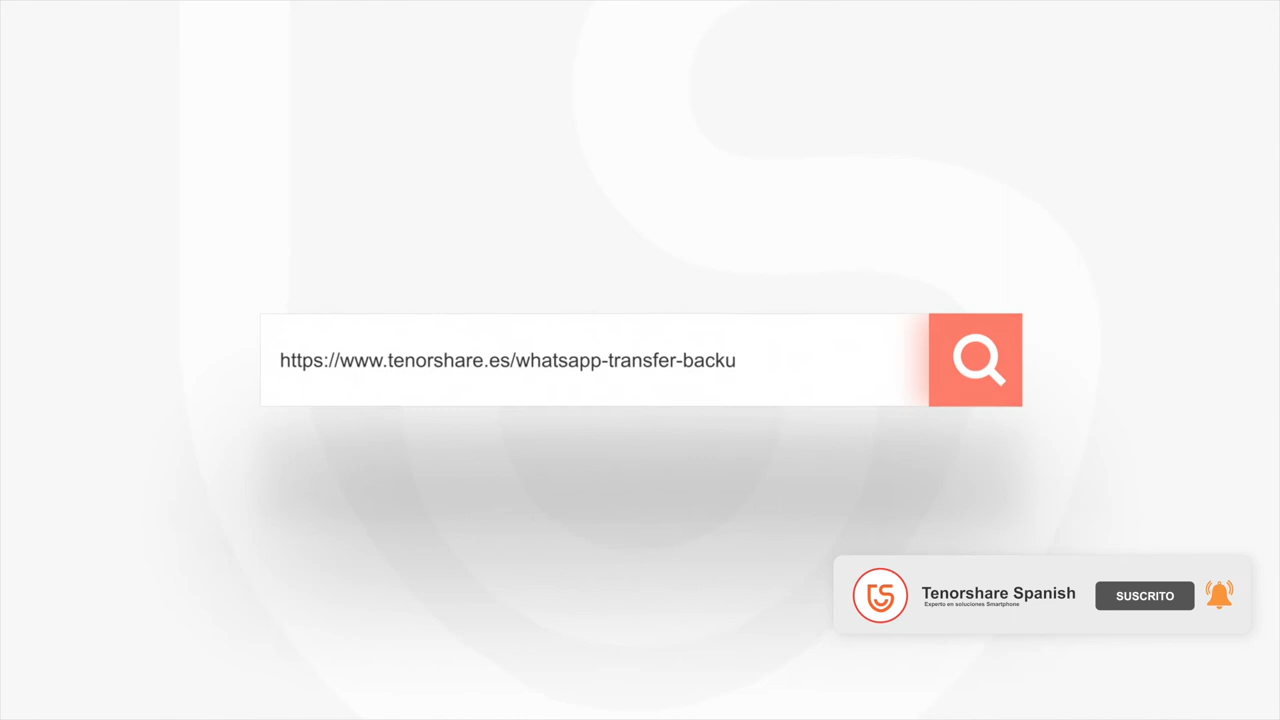 https://www.tenorshare.es/whatsapp-transfer-backu
Tenorshare Spanish
Experto en soluciones Smartphone
SUSCRITO